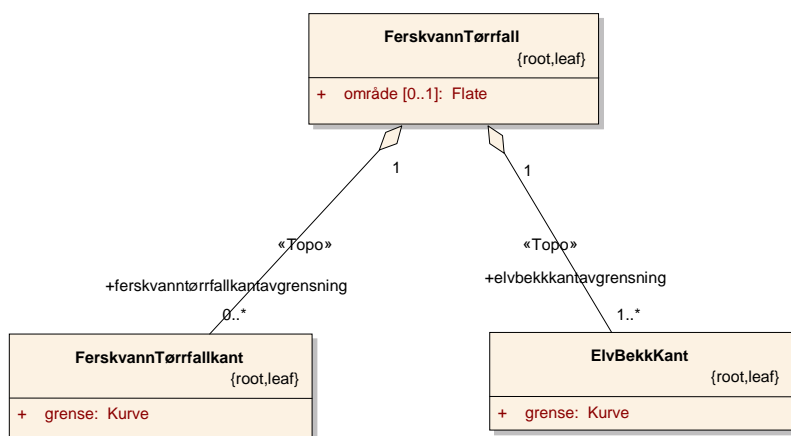 FerskvannTørrfall
{root,leaf}
+ område [0..1]: Flate
1
1
«Topo»
«Topo»
+ferskvanntørrfallkantavgrensning
+elvbekkkantavgrensning
0..*
1..*
FerskvannTørrfallkant
{root,leaf}
+ grense: Kurve
ElvBekkKant
{root,leaf}
+ grense: Kurve